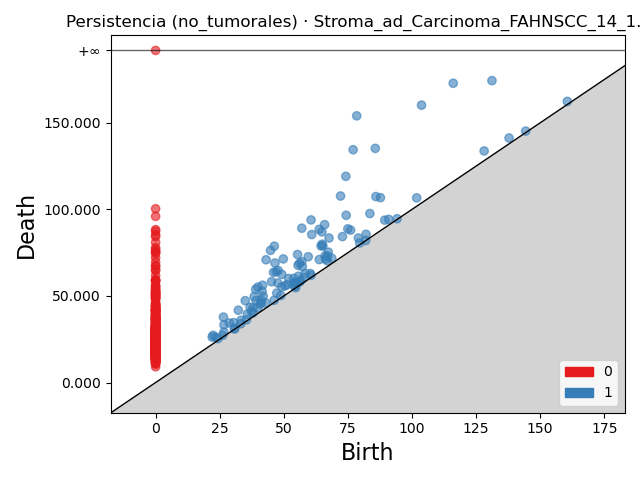 Persistencia (no_tumorales) · Stroma_ad_Carcinoma_FAHNSCC_14_1.
+∞
150.000
100.000
50.000
0.000
Death
0
1
0 25 50 75 100 125 150 175
Birth